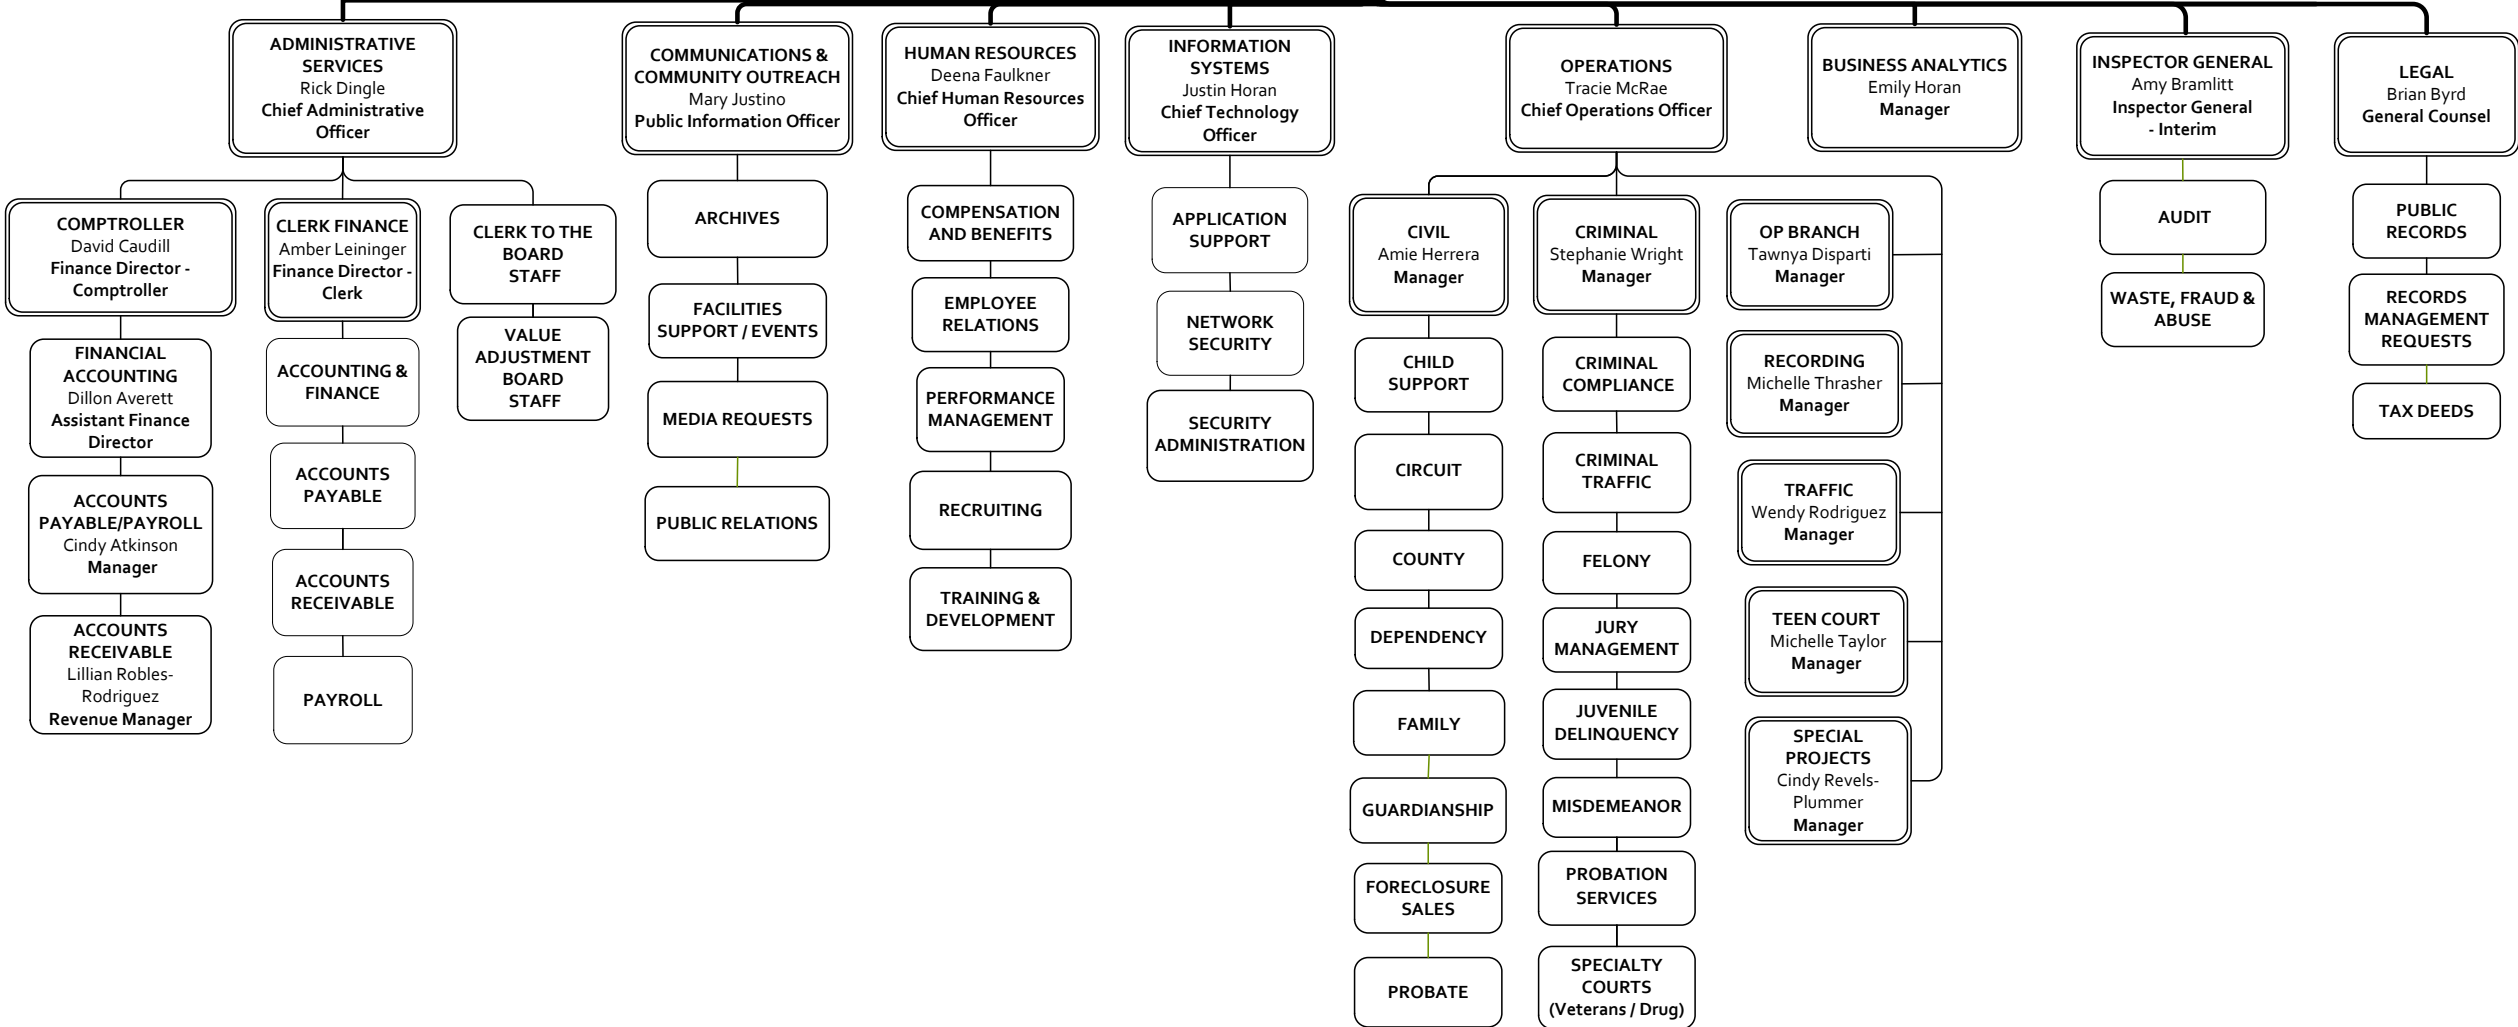 ADMINISTRATIVE
SERVICES
Rick Dingle
Chief Administrative
Officer
COMMUNICATIONS &
COMMUNITY OUTREACH
Mary Justino
Public Information Officer
HUMAN RESOURCES
Deena Faulkner
Chief Human Resources
Officer
INFORMATION
SYSTEMS
Justin Horan
Chief Technology
Officer
OPERATIONS
Tracie McRae
Chief Operations Officer
BUSINESS ANALYTICS
Emily Horan
Manager
INSPECTOR GENERAL
Amy Bramlitt
Inspector General
- Interim
LEGAL
Brian Byrd
General Counsel
COMPTROLLER
David Caudill
Finance Director -
Comptroller
FINANCIAL
ACCOUNTING
Dillon Averett
Assistant Finance
Director
ACCOUNTS
PAYABLE/PAYROLL
Cindy Atkinson
Manager
ACCOUNTS
RECEIVABLE
Lillian Robles-
Rodriguez
Revenue Manager
CLERK FINANCE
Amber Leininger
Finance Director -
Clerk
ACCOUNTING &
FINANCE
ACCOUNTS
PAYABLE
ACCOUNTS
RECEIVABLE
PAYROLL
CLERK TO THE
BOARD
STAFF
VALUE
ADJUSTMENT
BOARD
STAFF
ARCHIVES
FACILITIES
SUPPORT / EVENTS
MEDIA REQUESTS
PUBLIC RELATIONS
COMPENSATION
AND BENEFITS
EMPLOYEE
RELATIONS
PERFORMANCE
MANAGEMENT
RECRUITING
TRAINING &
DEVELOPMENT
APPLICATION
SUPPORT
NETWORK
SECURITY
SECURITY
ADMINISTRATION
CIVIL
Amie Herrera
Manager
CHILD
SUPPORT
CIRCUIT
COUNTY
DEPENDENCY
FAMILY
GUARDIANSHIP
FORECLOSURE
SALES
PROBATE
CRIMINAL
Stephanie Wright
Manager
CRIMINAL
COMPLIANCE
CRIMINAL
TRAFFIC
FELONY
JURY
MANAGEMENT
JUVENILE
DELINQUENCY
MISDEMEANOR
PROBATION
SERVICES
SPECIALTY
COURTS
(Veterans / Drug)
OP BRANCH
Tawnya Disparti
Manager
RECORDING
Michelle Thrasher
Manager
TRAFFIC
Wendy Rodriguez
Manager
TEEN COURT
Michelle Taylor
Manager
SPECIAL
PROJECTS
Cindy Revels-
Plummer
Manager
AUDIT
WASTE, FRAUD &
ABUSE
PUBLIC
RECORDS
RECORDS
MANAGEMENT
REQUESTS
TAX DEEDS